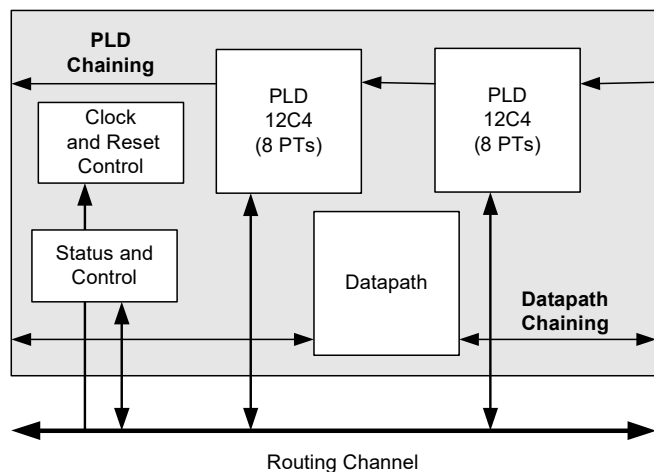 PLD
Chaining
PLD
12C4
(8 PTs)
PLD
12C4
(8 PTs)
Clock
and Reset
Control
Status and
Control
Datapath
Datapath
Chaining
Routing Channel